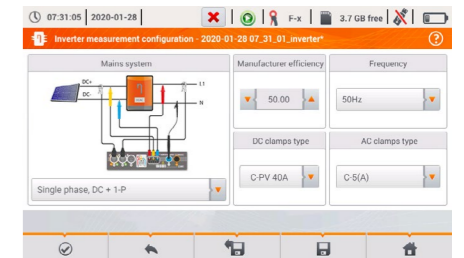 07:31:05 2020-01-28 F-x 3.7 GB free
Inverter measurement configuration - 2020-01-28 07_31_01_inverter*
Mains system Manufacturer efficiency Frequency
DC+ L1
DC- N
50.00 50Hz
DC clamps type AC clamps type
C-PV 40A C-5(A)
Single phase, DC + 1-P